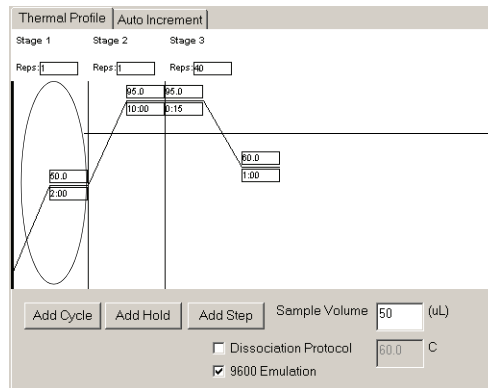 Thermal Profile Auto Increment
Stage 1 Stage 2 Stage 3
Reps: 1 Reps: 1 Reps: 40
95.0 95.0
10:00 0:15
60.0
1:00
50.0
2:00
Add Cycle Add Hold Add Step Sample Volume 50 (uL)
Dissociation Protocol 60.0 C
9600 Emulation